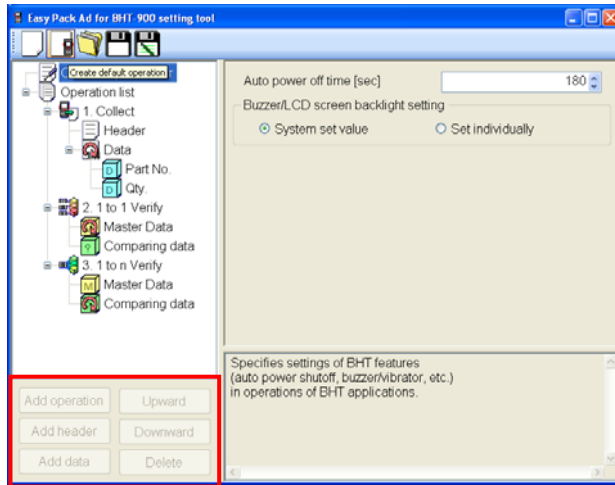 Easy Pack Ad for BHT-900 setting tool
Create default operation
Operation list
1. Collect
Header
Data
Part No.
Qty.
2. 1 to 1 Verify
Master Data
Comparing data
3. 1 to n Verify
Master Data
Comparing data
Add operation
Upward
Add header
Downward
Add data
Delete
Auto power off time [sec]
180
Buzzer/LCD screen backlight setting
System set value
Set individually
Specifies settings of BHT features
(auto power shutoff, buzzer/vibrator, etc.)
in operations of BHT applications.